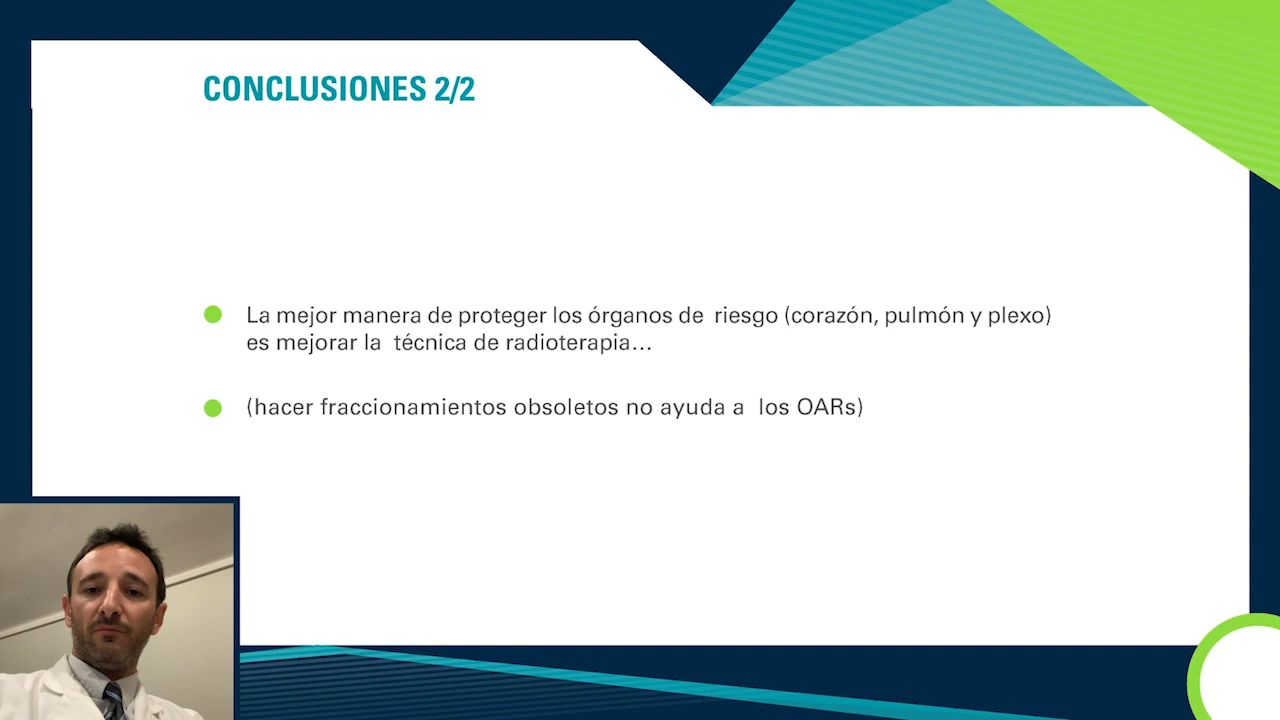 CONCLUSIONES 2/2
La mejor manera de proteger los órganos de riesgo (corazón, pulmón y plexo)
es mejorar la técnica de radioterapia...
(hacer fraccionamientos obsoletos no ayuda a los OARs)